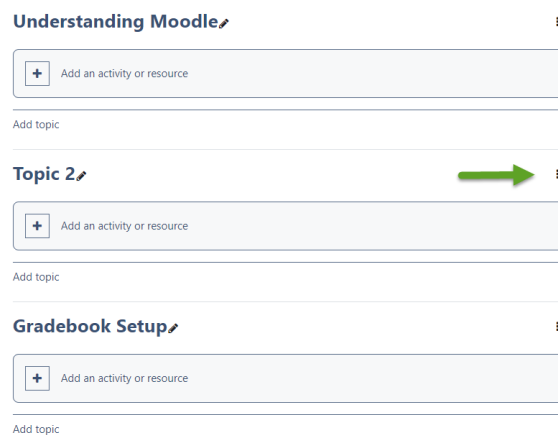 Understanding Moodle
Add an activity or resource
Add topic
Topic 2
Add an activity or resource
Add topic
Gradebook Setup
Add an activity or resource
Add topic